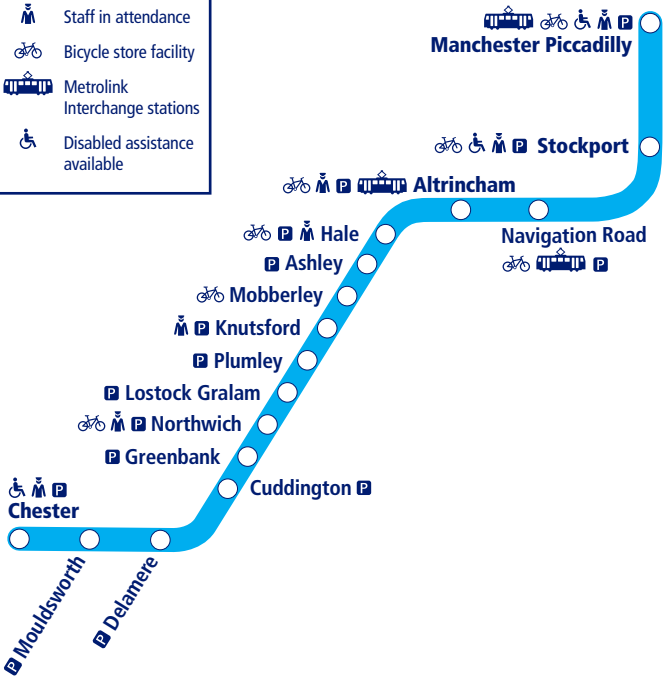 Staff in attendance
Bicycle store facility
Metrolink
Interchange stations
Disabled assistance
available
P
Manchester Piccadilly
P Stockport
P Altrincham
Navigation Road
P
P Hale
P Ashley
Mobberley
P Knutsford
P Plumley
P Lostock Gralam
P Northwich
P Greenbank
Cuddington P
P
Chester
P Mouldsworth
P Delamere